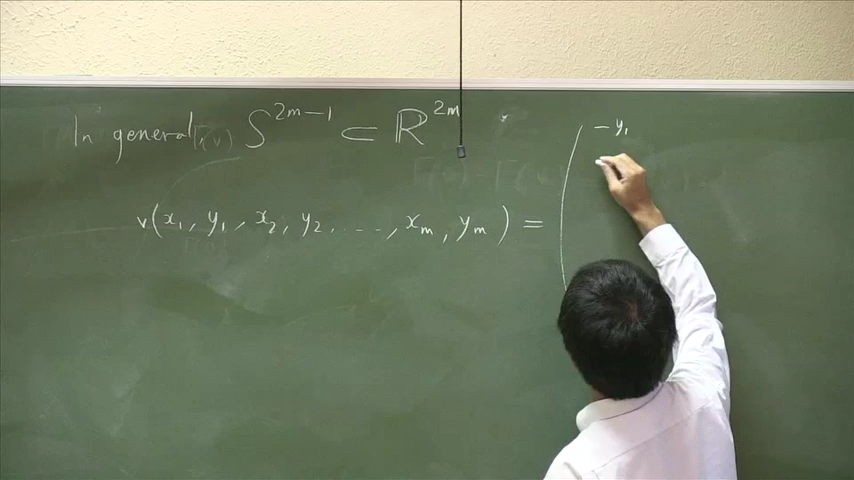 In general S^{2m-1} ⊂ ℝ^{2m}
v(x₁, y₁, x₂, y₂, ..., xₘ, yₘ) = ( -y₁